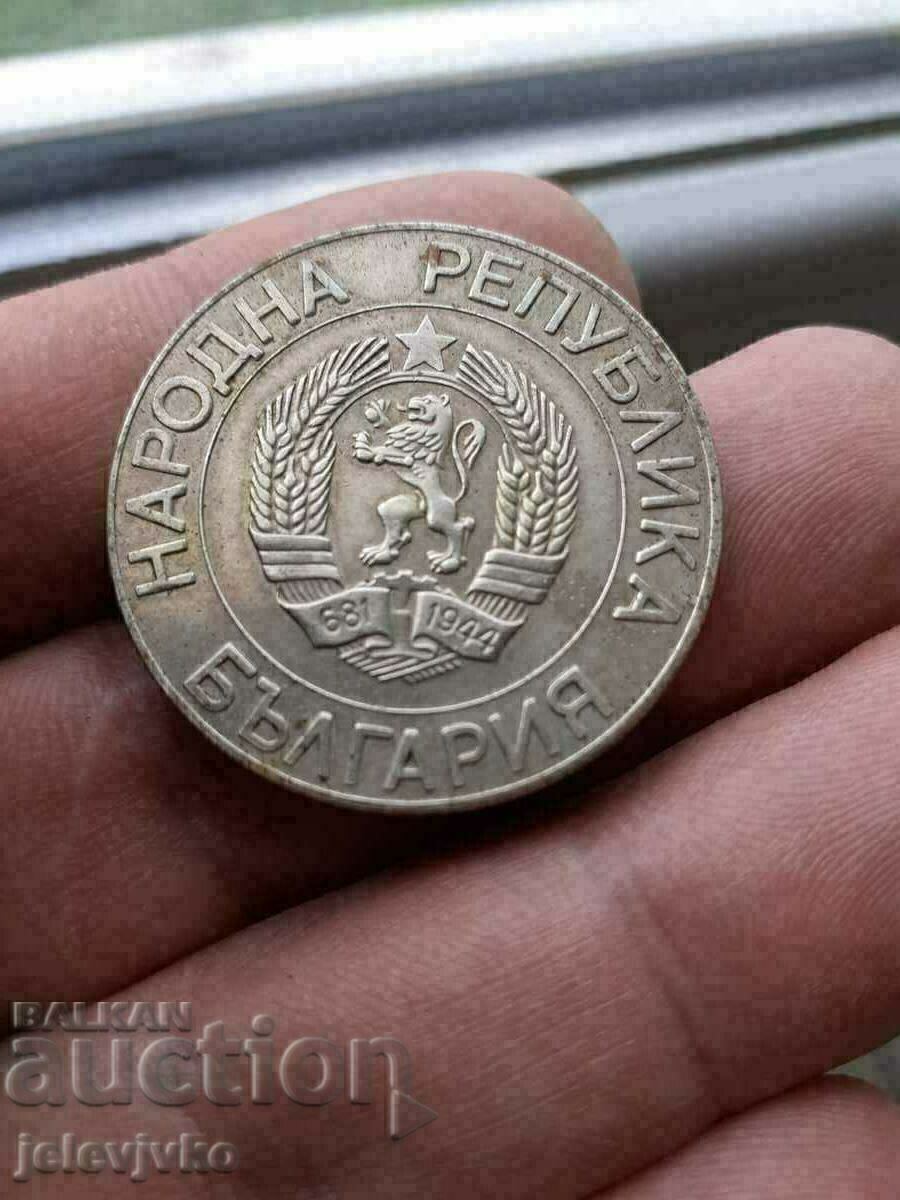 НАРОДНА РЕПУБЛИКА
БЪЛГАРИЯ
681 1944
BALKAN
auction
jelevjvko